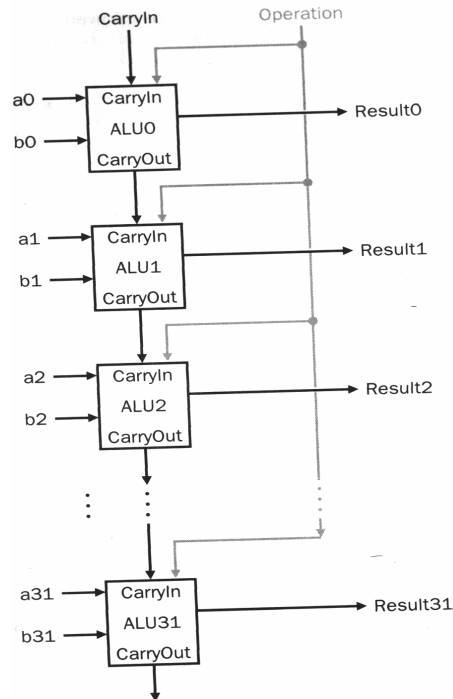 CarryIn
Operation
a0
CarryIn
Result0
ALU0
b0
CarryOut
a1
CarryIn
Result1
ALU1
b1
CarryOut
a2
CarryIn
Result2
ALU2
b2
CarryOut
a31
CarryIn
Result31
ALU31
b31
CarryOut